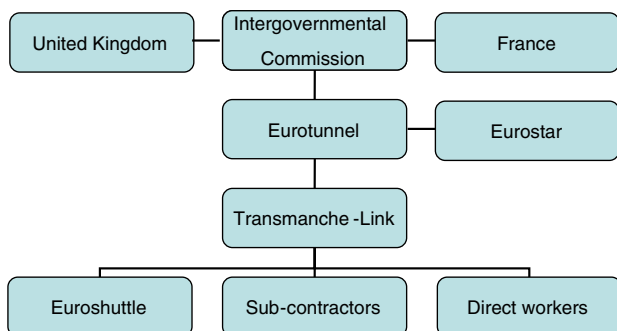 United Kingdom
Intergovernmental
Commission
France
Eurotunnel
Eurostar
Transmanche -Link
Euroshuttle
Sub-contractors
Direct workers